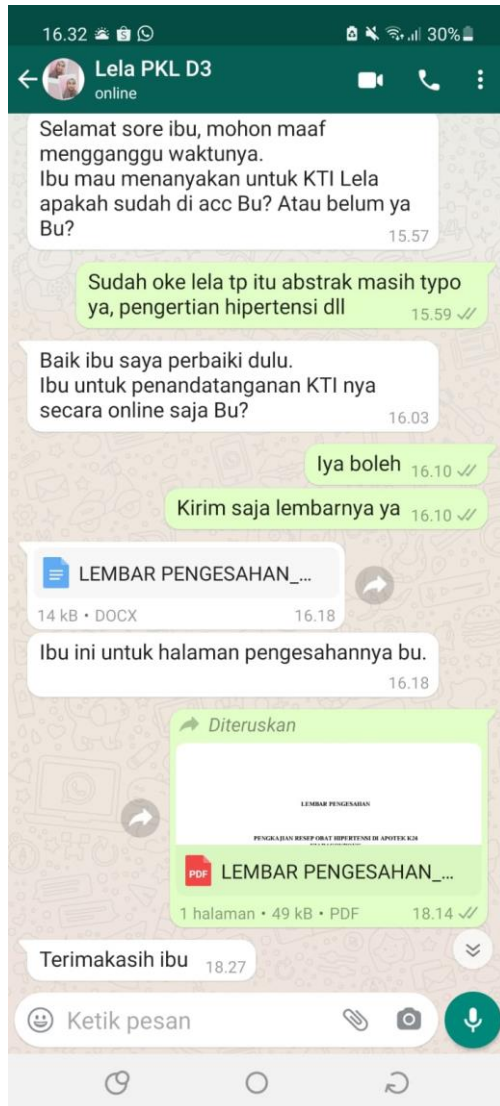 16.32
30%
Lela PKL D3
online
Selamat sore ibu, mohon maaf
mengganggu waktunya.
Ibu mau menanyakan untuk KTI Lela
apakah sudah di acc Bu? Atau belum ya
Bu?
15.57
Sudah oke lela tp itu abstrak masih typo
ya, pengertian hipertensi dll
15.59
Baik ibu saya perbaiki dulu.
Ibu untuk penandatanganan KTI nya
secara online saja Bu?
16.03
Iya boleh
16.10
Kirim saja lembarnya ya
16.10
LEMBAR PENGESAHAN_...
14 kB • DOCX
16.18
Ibu ini untuk halaman pengesahannya bu.
16.18
Diteruskan
LEMBAR PENGESAHAN
PENGKAJIAN RESEP OBAT HIPERTENSI DI APOTEK K24
PDF
LEMBAR PENGESAHAN_...
1 halaman • 49 kB • PDF
18.14
Terimakasih ibu
18.27
Ketik pesan